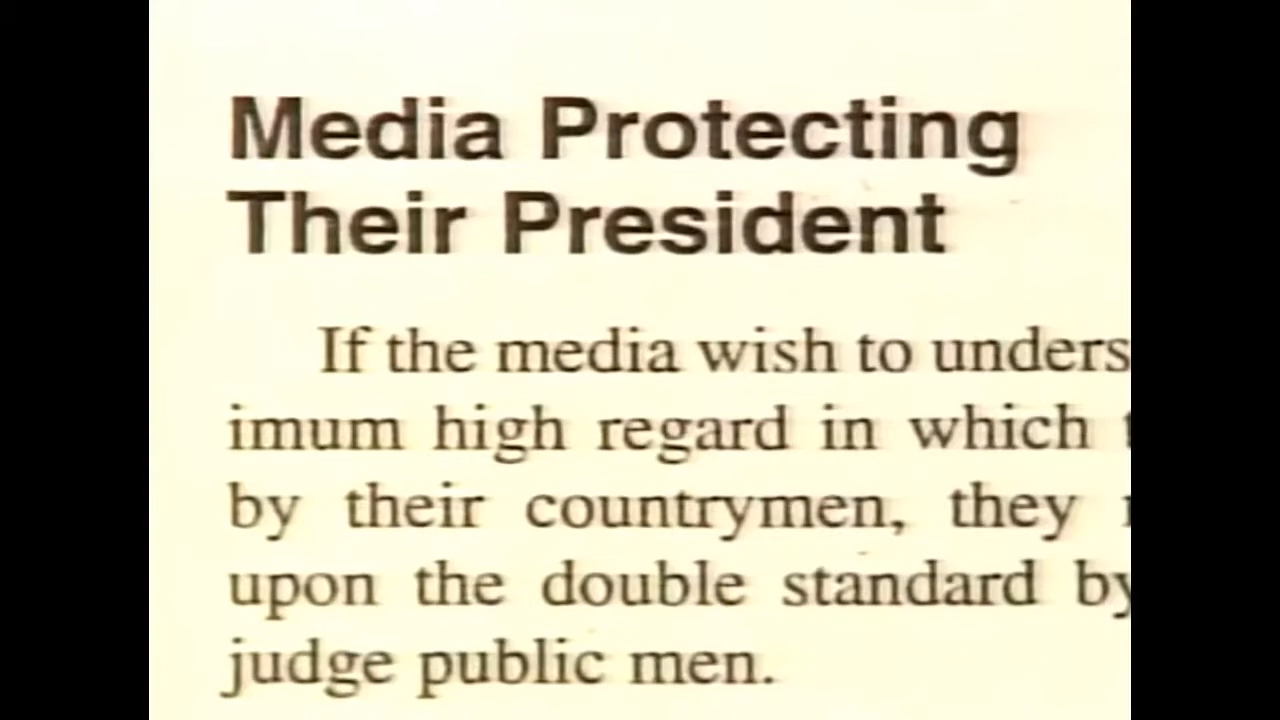 Media Protecting
Their President
If the media wish to unders
imum high regard in which
by their countrymen, they
upon the double standard by
judge public men.